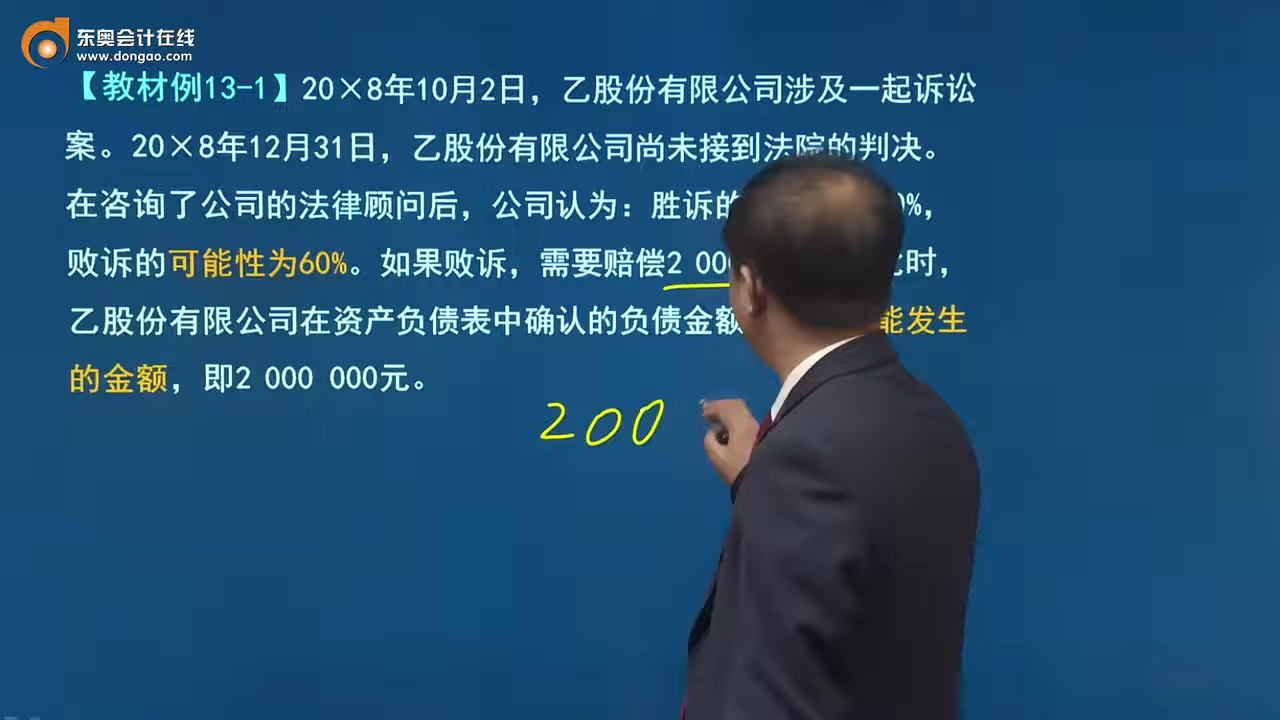 东奥会计在线
www.dongao.com
【教材例13-1】20×8年10月2日，乙股份有限公司涉及一起诉讼
案。20×8年12月31日，乙股份有限公司尚未接到法院的判决。
在咨询了公司的法律顾问后，公司认为：胜诉的 0%，
败诉的可能性为60%。如果败诉，需要赔偿2 00 时，
乙股份有限公司在资产负债表中确认的负债金额 能发生
的金额，即2 000 000元。
200